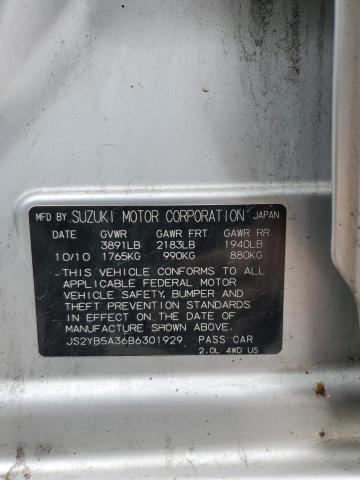 MFD BY SUZUKI MOTOR CORPORATION JAPAN
DATE GVWR GAWR FRT GAWR RR
3891LB 2183LB 1940LB
10/10 1765KG 990KG 880KG
THIS VEHICLE CONFORMS TO ALL
APPLICABLE FEDERAL MOTOR
VEHICLE SAFETY, BUMPER AND
THEFT PREVENTION STANDARDS
IN EFFECT ON THE DATE OF
MANUFACTURE SHOWN ABOVE.
JS2YB5A36B6301929 PASS CAR
2.0L 4WD US